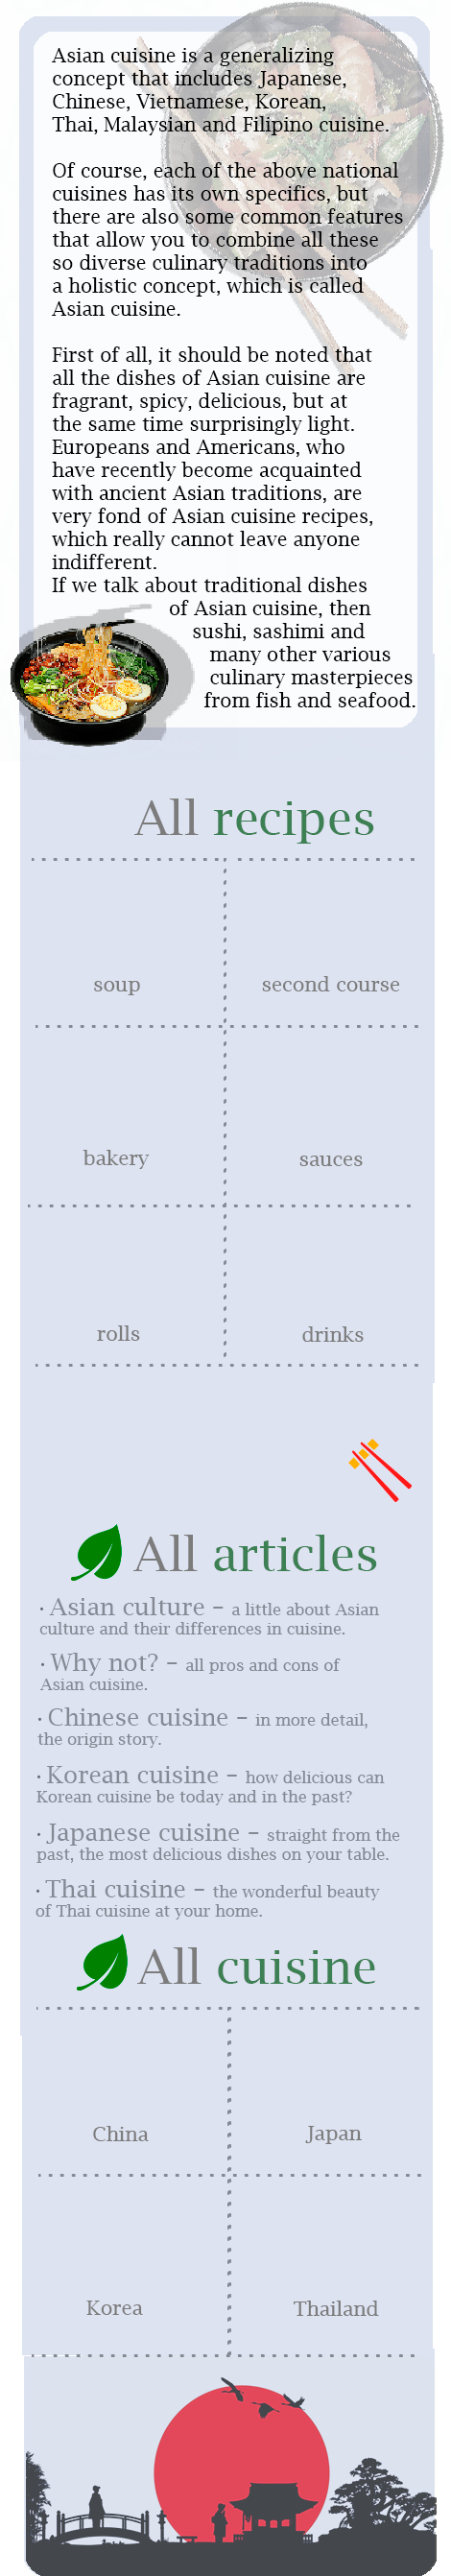 Asian cuisine is a generalizing
concept that includes Japanese,
Chinese, Vietnamese, Korean,
Thai, Malaysian and Filipino cuisine.
Of course, each of the above national
cuisines has its own specifics, but
there are also some common features
that allow you to combine all these
so diverse culinary traditions into
a holistic concept, which is called
Asian cuisine.
First of all, it should be noted that
all the dishes of Asian cuisine are
fragrant, spicy, delicious, but at
the same time surprisingly light.
Europeans and Americans, who
have recently become acquainted
with ancient Asian traditions, are
very fond of Asian cuisine recipes,
which really cannot leave anyone
indifferent.
If we talk about traditional dishes
of Asian cuisine, then
sushi, sashimi and
many other various
culinary masterpieces
from fish and seafood.
All recipes
soup
second course
bakery
sauces
rolls
drinks
All articles
· Asian culture - a little about Asian
culture and their differences in cuisine.
· Why not? - all pros and cons of
Asian cuisine.
· Chinese cuisine - in more detail,
the origin story.
· Korean cuisine - how delicious can
Korean cuisine be today and in the past?
· Japanese cuisine - straight from the
past, the most delicious dishes on your table.
· Thai cuisine - the wonderful beauty
of Thai cuisine at your home.
All cuisine
China
Japan
Korea
Thailand